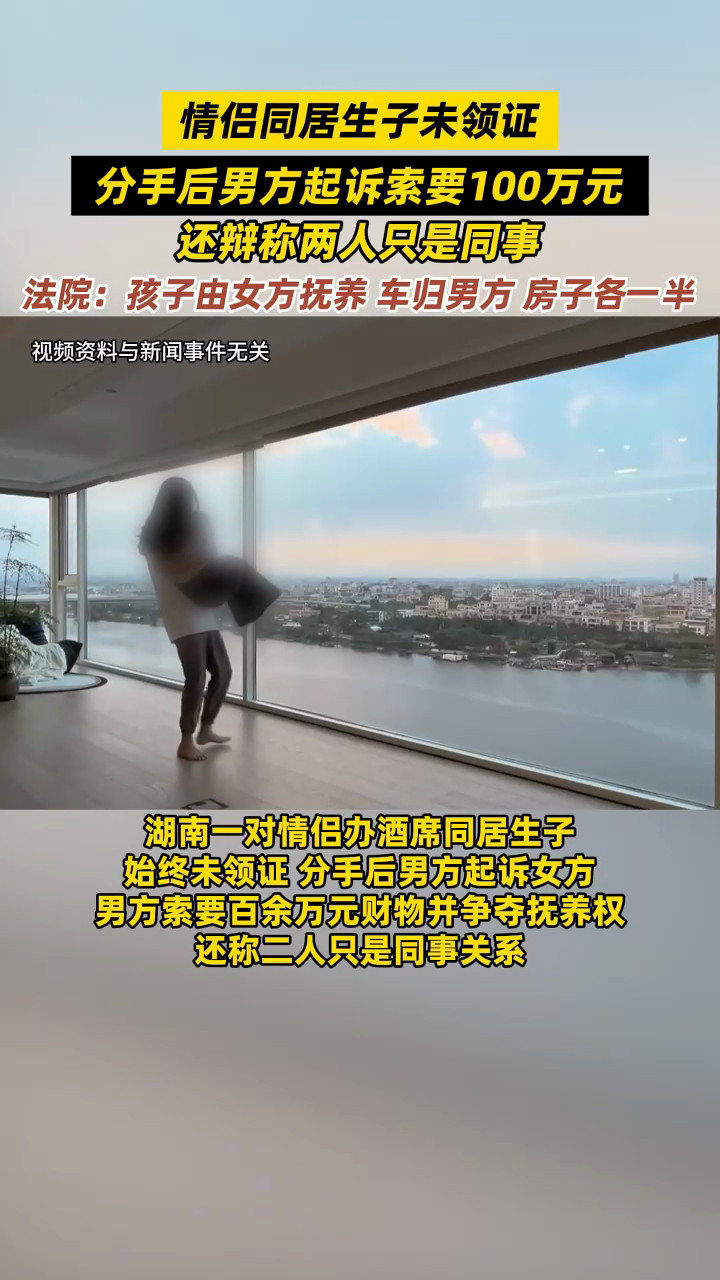 情侣同居生子未领证
分手后男方起诉索要100万元
还辩称两人只是同事
法院：孩子由女方抚养 车归男方 房子各一半
视频资料与新闻事件无关
湖南一对情侣办酒席同居生子
始终未领证 分手后男方起诉女方
男方索要百余万元财物并争夺抚养权
还称二人只是同事关系